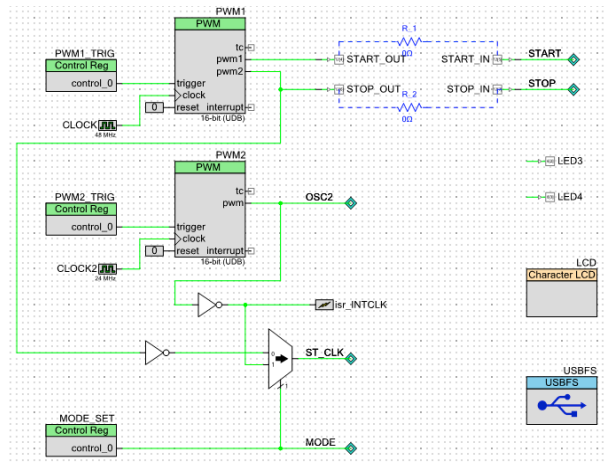 PWM1
PWM
tc
pwm1
pwm2
trigger
clock
reset interrupt
16-bit (UDB)
PWM1_TRIG
Control Reg
control_0
0
CLOCK
48 MHz
R_1
0Ω
START_OUT
START_IN
START
STOP_OUT
STOP_IN
STOP
R_2
0Ω
PWM2
PWM
tc
pwm
trigger
clock
reset interrupt
16-bit (UDB)
PWM2_TRIG
Control Reg
control_0
0
CLOCK2
24 MHz
OSC2
LED3
LED4
LCD
Character LCD
isr_INTCLK
0
1
ST_CLK
1
USBFS
USBFS
MODE_SET
Control Reg
control_0
MODE